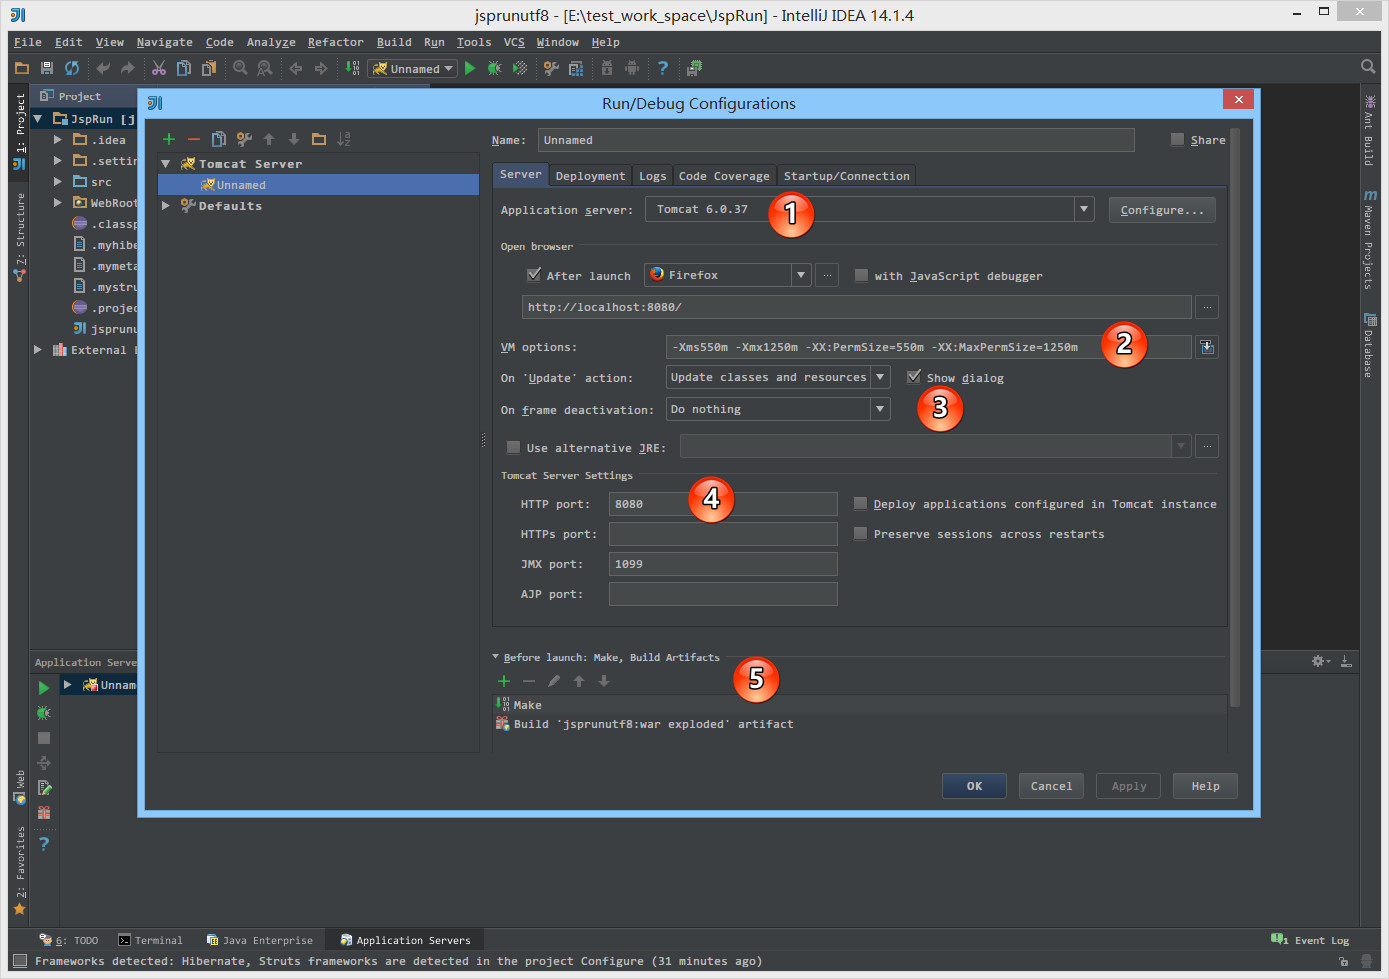 jsprunutf8 - [E:\test_work_space\JspRun] - IntelliJ IDEA 14.1.4
File Edit View Navigate Code Analyze Refactor Build Run Tools VCS Window Help
Unnamed
Project
1: Project
JspRun [j
.idea
.settin
src
WebRoot
.classp
.myhibe
.mymeta
.mystru
.projec
jsprunu
External
Z: Structure
Ant Build
Maven Projects
Database
Run/Debug Configurations
Tomcat Server
Unnamed
Defaults
Name: Unnamed
Share
Server Deployment Logs Code Coverage Startup/Connection
Application server: Tomcat 6.0.37 1 Configure...
Open browser
After launch Firefox ... with JavaScript debugger
http://localhost:8080/ ...
VM options: -Xms550m -Xmx1250m -XX:PermSize=550m -XX:MaxPermSize=1250m 2
On 'Update' action: Update classes and resources Show dialog
On frame deactivation: Do nothing 3
Use alternative JRE: ...
Tomcat Server Settings
HTTP port: 8080 4 Deploy applications configured in Tomcat instance
HTTPs port: Preserve sessions across restarts
JMX port: 1099
AJP port:
Before launch: Make, Build Artifacts
5
Make
Build 'jsprunutf8:war exploded' artifact
OK Cancel Apply Help
Application Serve
Unnam
Web
2: Favorites
6: TODO Terminal Java Enterprise Application Servers 1 Event Log
Frameworks detected: Hibernate, Struts frameworks are detected in the project Configure (31 minutes ago)